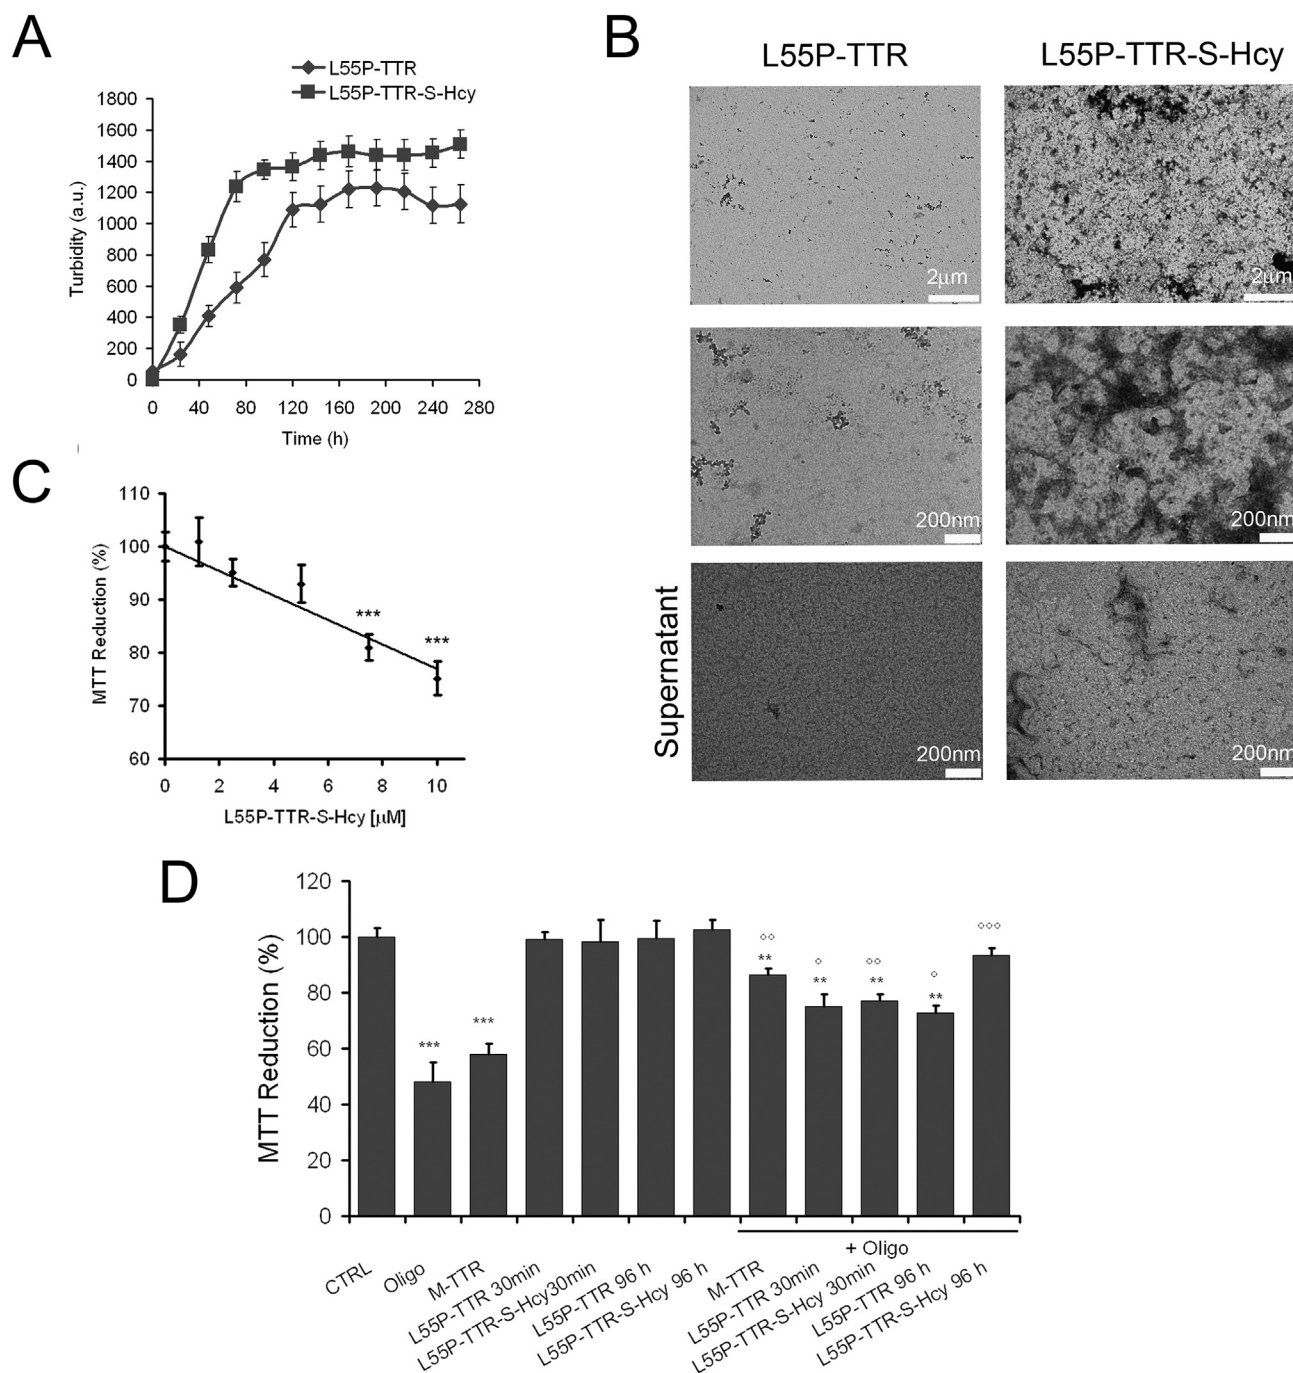 A
L55P-TTR
L55P-TTR-S-Hcy
1800
1600
1400
1200
1000
800
600
400
200
0
Turbidity (a.u.)
0 40 80 120 160 200 240 280
Time (h)
B
L55P-TTR L55P-TTR-S-Hcy
2µm 2µm
200nm 200nm
Supernatant
200nm 200nm
C
110
100
90
80
70
60
MTT Reduction (%)
***
***
0 2 4 6 8 10
L55P-TTR-S-Hcy [µM]
D
120
100
80
60
40
20
0
MTT Reduction (%)
***
***
°°
**
°
**
°°
**
°
**
°°°
+ Oligo
CTRL
Oligo
M-TTR
L55P-TTR 30min
L55P-TTR-S-Hcy30min
L55P-TTR 96 h
L55P-TTR-S-Hcy 96 h
M-TTR
L55P-TTR 30min
L55P-TTR-S-Hcy 30min
L55P-TTR 96 h
L55P-TTR-S-Hcy 96 h